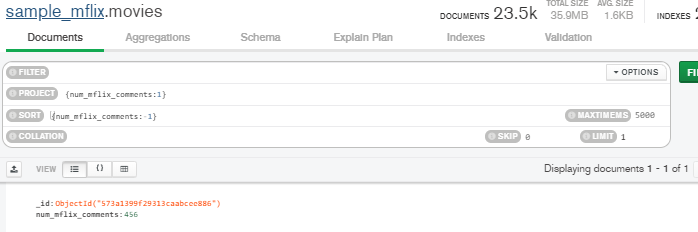 sample_mflix.movies
DOCUMENTS 23.5k TOTAL SIZE 35.9MB AVG. SIZE 1.6KB INDEXES
Documents Aggregations Schema Explain Plan Indexes Validation
FILTER OPTIONS
PROJECT {num_mflix_comments:1}
SORT {num_mflix_comments:-1} MAXTIMEMS 5000
COLLATION SKIP 0 LIMIT 1
VIEW {} Displaying documents 1 - 1 of 1
_id:ObjectId("573a1399f29313caabcee886")
num_mflix_comments:456